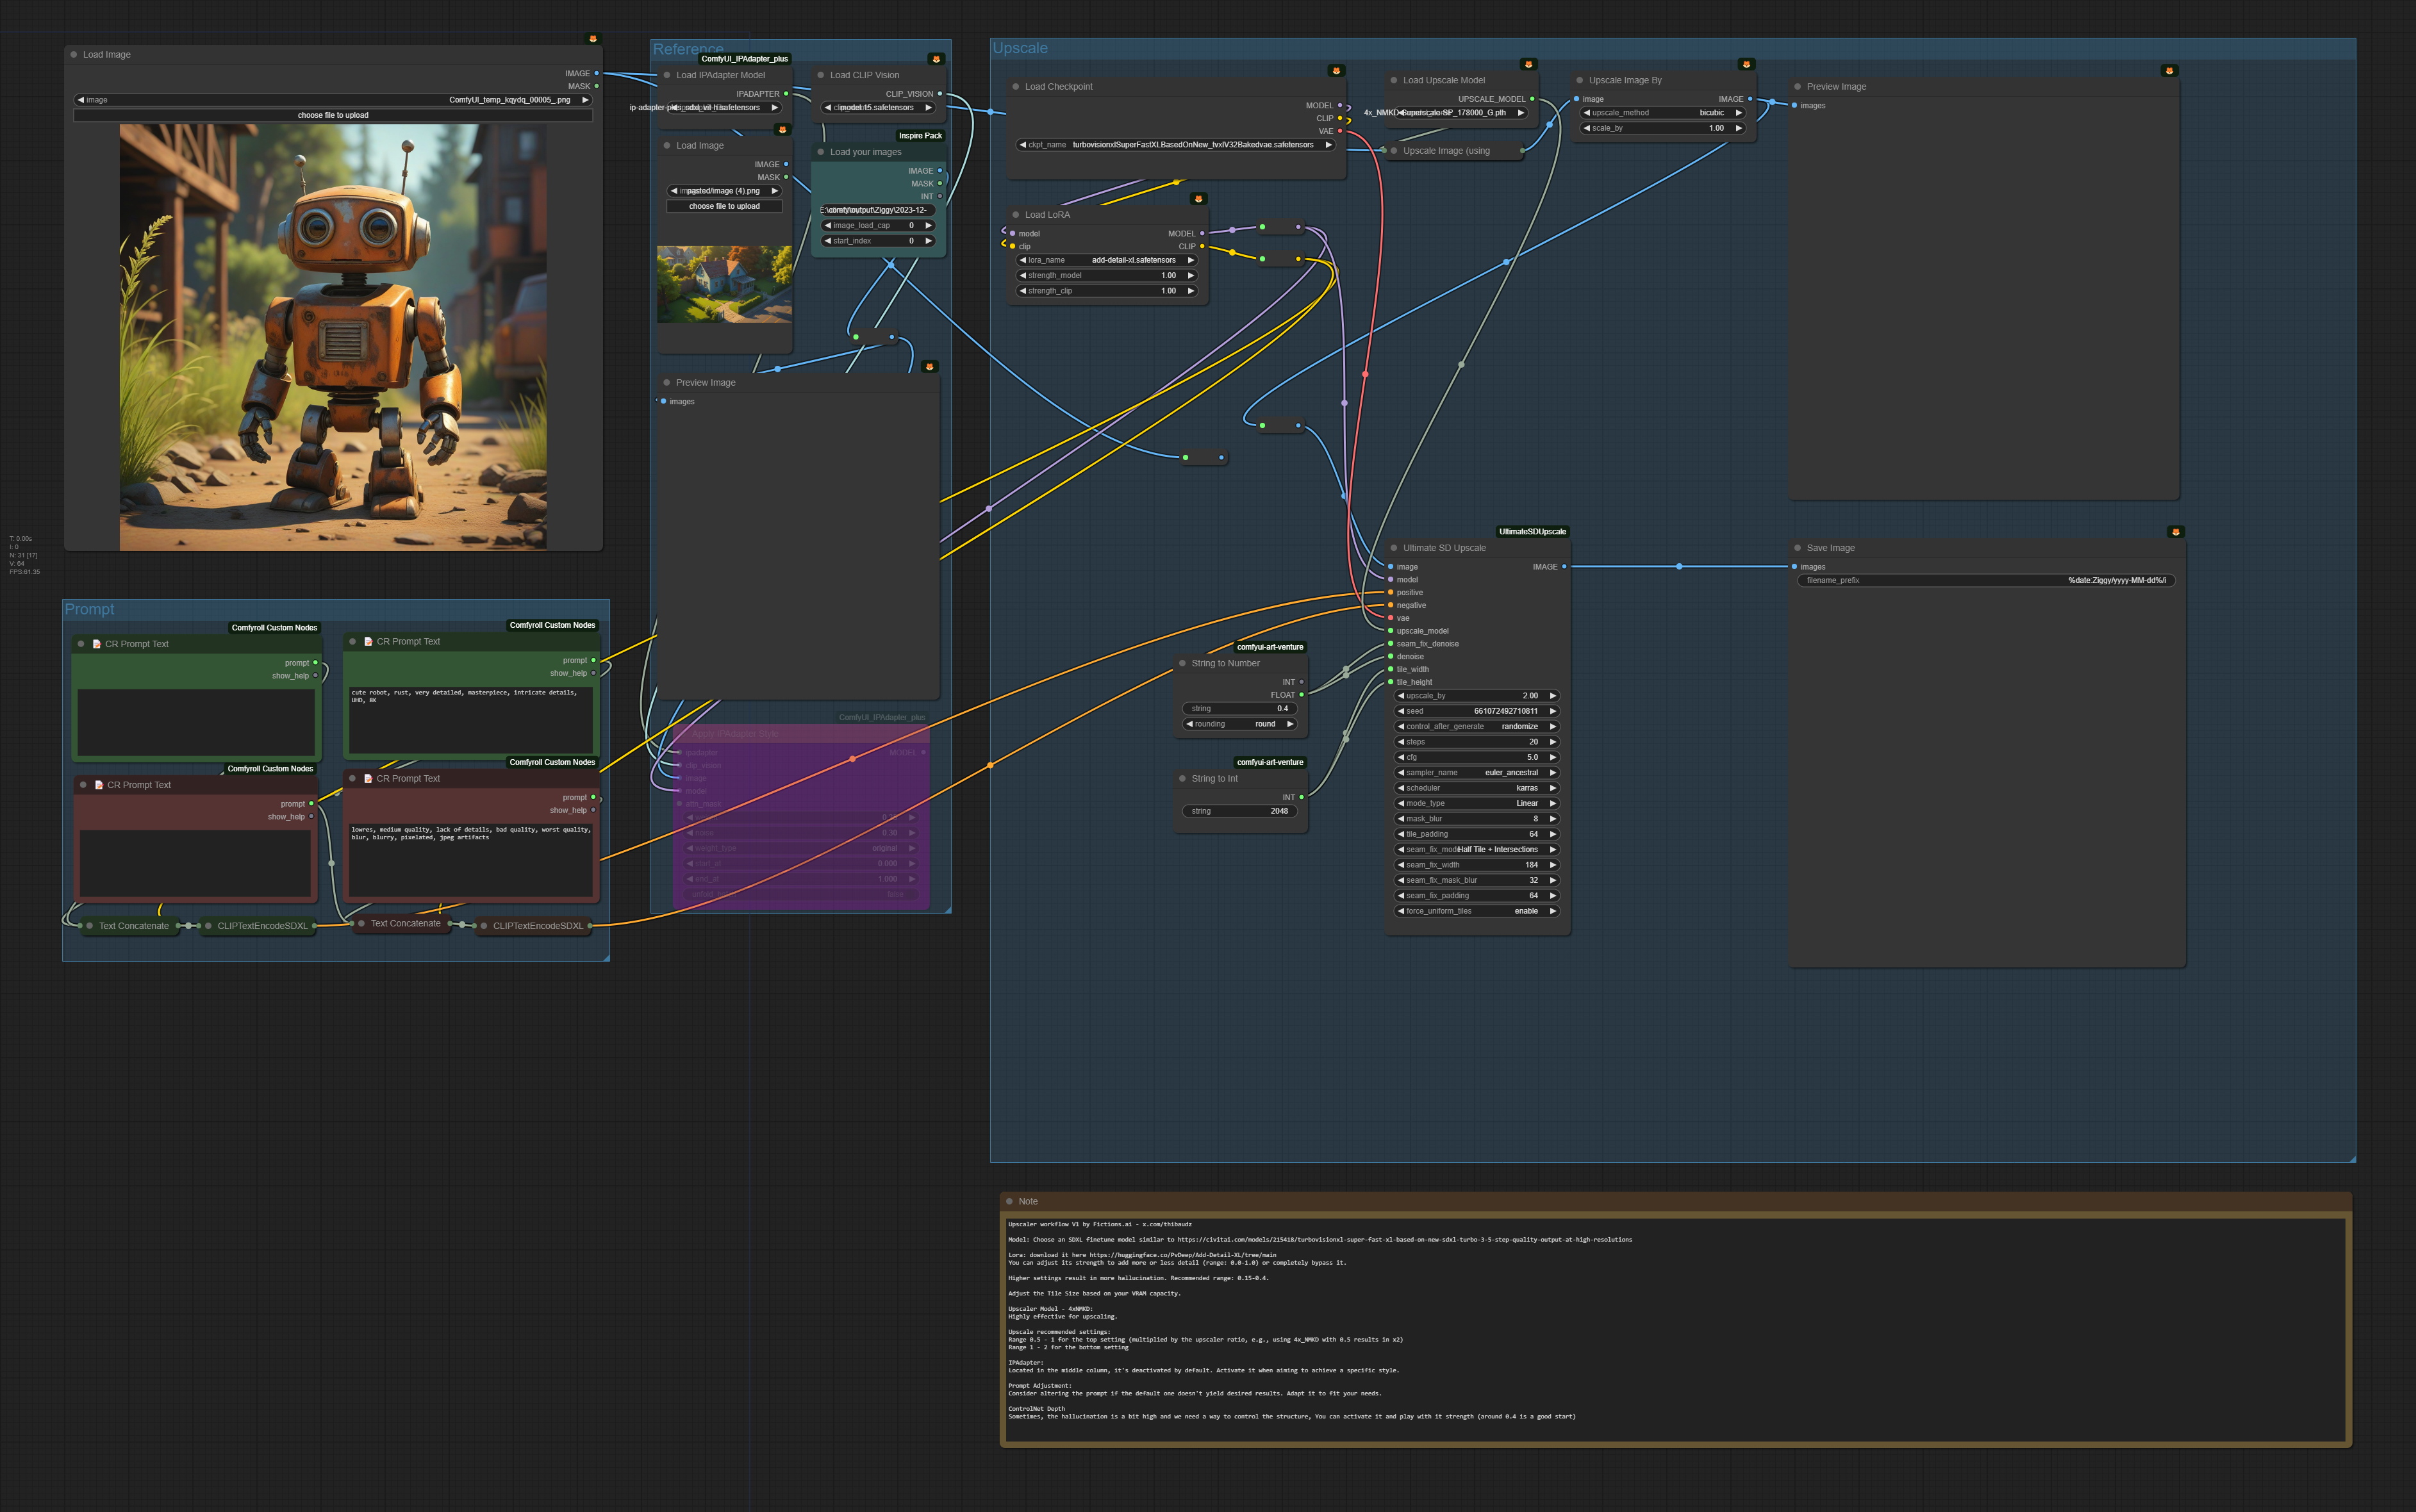 Load Image
IMAGE
MASK
image ComfyUI_temp_kqydq_00005_.png
choose file to upload
T: 0.00s
I: 0
N: 31 [17]
V: 64
FPS:61.35
Prompt
Comfyroll Custom Nodes
CR Prompt Text
prompt
show_help
Comfyroll Custom Nodes
CR Prompt Text
prompt
show_help
cute robot, rust, very detailed, masterpiece, intricate details,
UHD, 8K
Comfyroll Custom Nodes
CR Prompt Text
prompt
show_help
Comfyroll Custom Nodes
CR Prompt Text
prompt
show_help
lowres, medium quality, lack of details, bad quality, worst quality,
blur, blurry, pixelated, jpeg artifacts
Text Concatenate
CLIPTextEncodeSDXL
Text Concatenate
CLIPTextEncodeSDXL
Reference
ComfyUI_IPAdapter_plus
Load IPAdapter Model
IPADAPTER
Load CLIP Vision
CLIP_VISION
Load Image
IMAGE
MASK
pasted/image (4).png
choose file to upload
Inspire Pack
Load your images
IMAGE
MASK
INT
image_load_cap 0
start_index 0
Preview Image
images
ComfyUI_IPAdapter_plus
Apply IPAdapter Style
ipadapter MODEL
clip_vision
image
model
attn_mask
noise 0.30
weight_type original
start_at 0.000
end_at 1.000
Upscale
Load Checkpoint
MODEL
CLIP
VAE
ckpt_name turbovisionxlSuperFastXLBasedOnNew_tvxlV32Bakedvae.safetensors
Load Upscale Model
UPSCALE_MODEL
Upscale Image (using
Upscale Image By
image IMAGE
upscale_method bicubic
scale_by 1.00
Preview Image
images
Load LoRA
model MODEL
clip CLIP
lora_name add-detail-xl.safetensors
strength_model 1.00
strength_clip 1.00
UltimateSDUpscale
Ultimate SD Upscale
image IMAGE
model
positive
negative
vae
upscale_model
seam_fix_denoise
denoise
tile_width
tile_height
upscale_by 2.00
seed 661072492710811
control_after_generate randomize
steps 20
cfg 5.0
sampler_name euler_ancestral
scheduler karras
mode_type Linear
mask_blur 8
tile_padding 64
Half Tile + Intersections
seam_fix_width 184
seam_fix_mask_blur 32
seam_fix_padding 64
force_uniform_tiles enable
comfyui-art-venture
String to Number
INT
FLOAT
string 0.4
rounding round
comfyui-art-venture
String to Int
INT
string 2048
Save Image
images
filename_prefix %date:Ziggy/yyyy-MM-dd%/i
Note
Upscaler workflow V1 by Fictions.ai - x.com/thibaudz
Model: Choose an SDXL finetune model similar to https://civitai.com/models/215418/turbovisionxl-super-fast-xl-based-on-new-sdxl-turbo-3-5-step-quality-output-at-high-resolutions
Lora: download it here https://huggingface.co/PvDeep/Add-Detail-XL/tree/main
You can adjust its strength to add more or less detail (range: 0.0-1.0) or completely bypass it.
Higher settings result in more hallucination. Recommended range: 0.15-0.4.
Adjust the Tile Size based on your VRAM capacity.
Upscaler Model - 4xNMKD:
Highly effective for upscaling.
Upscale recommended settings:
Range 0.5 - 1 for the top setting (multiplied by the upscaler ratio, e.g., using 4x_NMKD with 0.5 results in x2)
Range 1 - 2 for the bottom setting
IPAdapter:
Located in the middle column, it's deactivated by default. Activate it when aiming to achieve a specific style.
Prompt Adjustment:
Consider altering the prompt if the default one doesn't yield desired results. Adapt it to fit your needs.
ControlNet Depth
Sometimes, the hallucination is a bit high and we need a way to control the structure, You can activate it and play with it strength (around 0.4 is a good start)